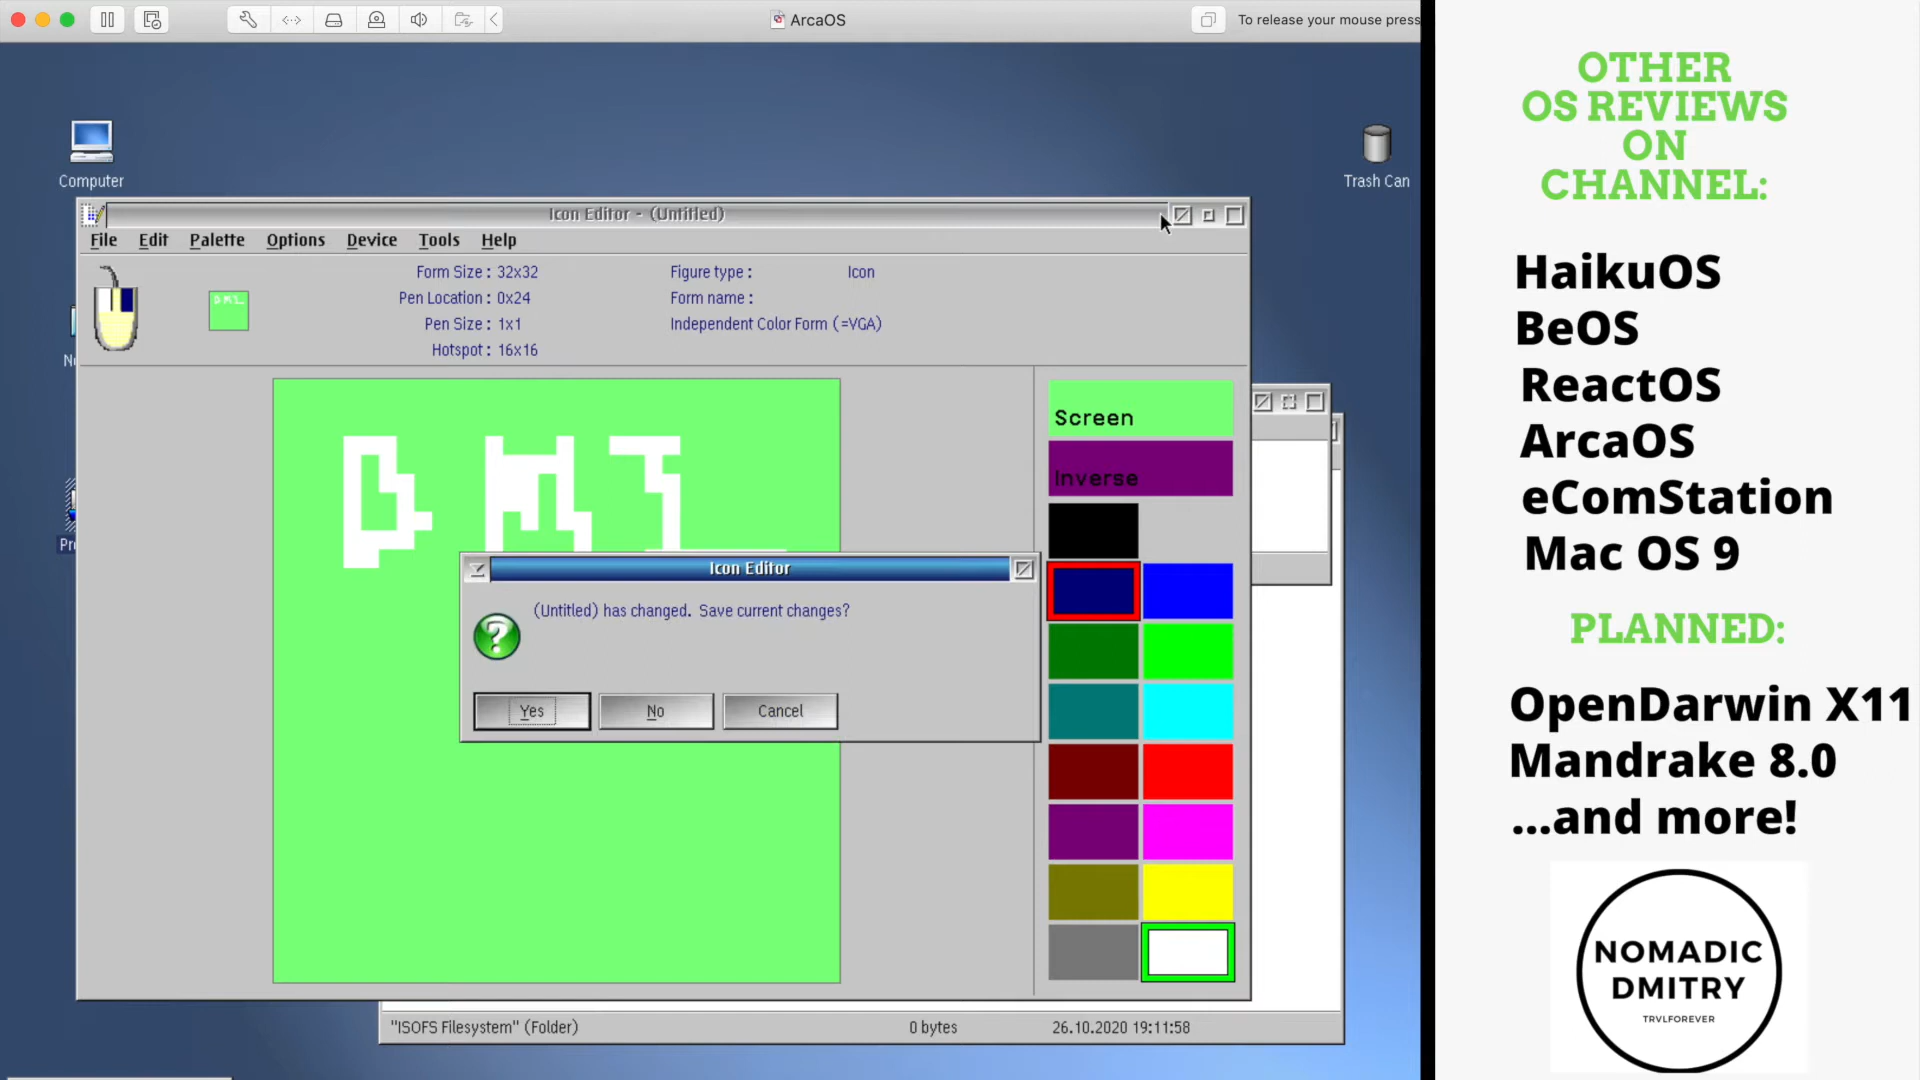 ArcaOS
To release your mouse press
Computer
Trash Can
Icon Editor - (Untitled)
File Edit Palette Options Device Tools Help
Form Size : 32x32
Pen Location : 0x24
Pen Size : 1x1
Hotspot : 16x16
Figure type : Icon
Form name :
Independent Color Form (=VGA)
Screen
Inverse
Icon Editor
(Untitled) has changed. Save current changes?
Yes No Cancel
"ISOFS Filesystem" (Folder) 0 bytes 26.10.2020 19:11:58
OTHER
OS REVIEWS
ON
CHANNEL:
HaikuOS
BeOS
ReactOS
ArcaOS
eComStation
Mac OS 9
PLANNED:
OpenDarwin X11
Mandrake 8.0
...and more!
NOMADIC
DMITRY
TRVLFOREVER